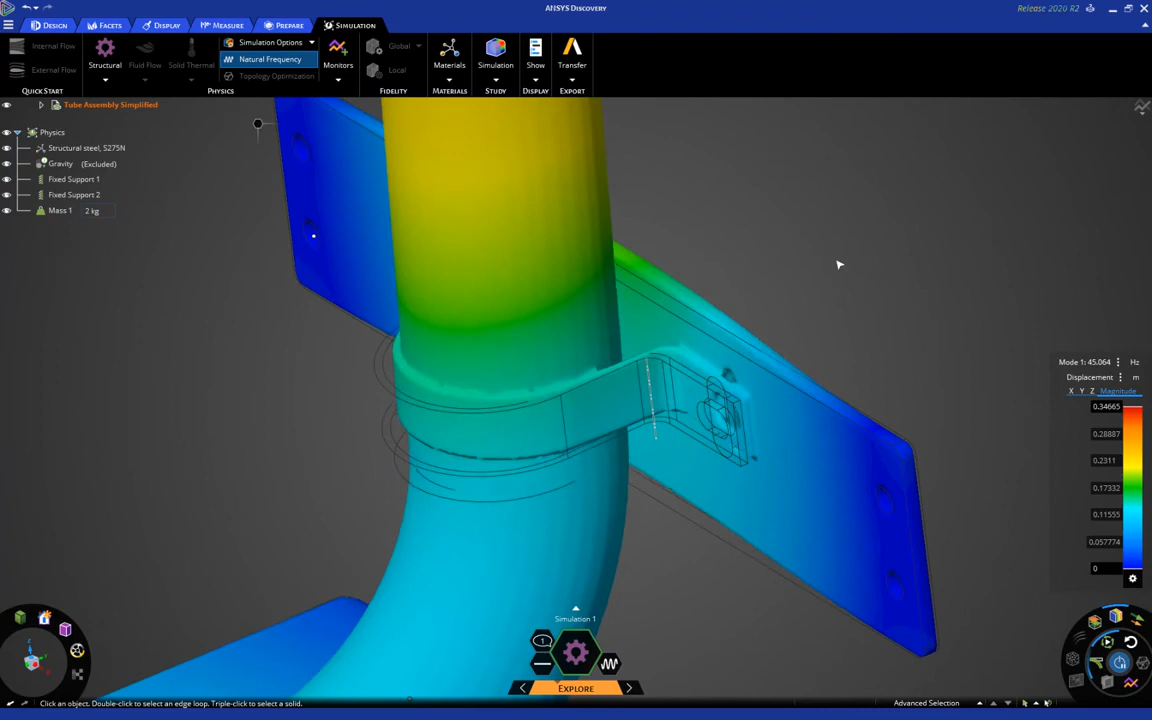 ANSYS Discovery
Release 2020 R2
DESIGN
FACETS
DISPLAY
MEASURE
PREPARE
SIMULATION
Internal Flow
External Flow
QUICK START
Structural
Fluid Flow
Solid Thermal
Simulation Options
Natural Frequency
Topology Optimization
PHYSICS
Monitors
Global
Local
FIDELITY
Materials
MATERIALS
Simulation
STUDY
Show
DISPLAY
Transfer
EXPORT
Tube Assembly Simplified
Physics
Structural steel, S275N
Gravity (Excluded)
Fixed Support 1
Fixed Support 2
Mass 1 2 kg
Mode 1: 45.064 Hz
Displacement m
X Y Z Magnitude
0.34665
0.28887
0.2311
0.17332
0.11555
0.057774
0
Simulation 1
1
EXPLORE
Click an object. Double-click to select an edge loop. Triple-click to select a solid.
Advanced Selection